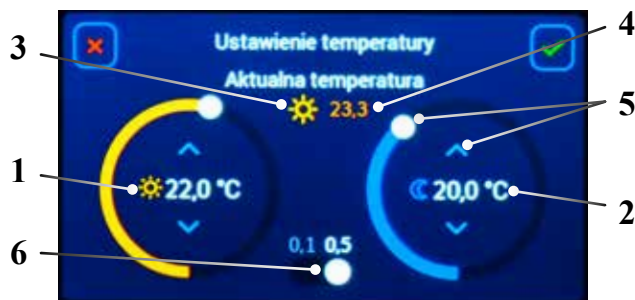 Ustawienie temperatury
4
3
Aktualna temperatura
23,3
5
1
22,0 °C
20,0 °C
2
0,1 0,5
6